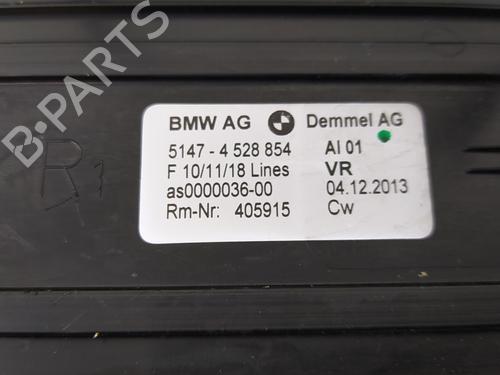 BMW AG Demmel AG
5147 - 4 528 854 AI 01
F 10/11/18 Lines VR
as0000036-00 04.12.2013
Rm-Nr: 405915 Cw
R1
B-PARTS